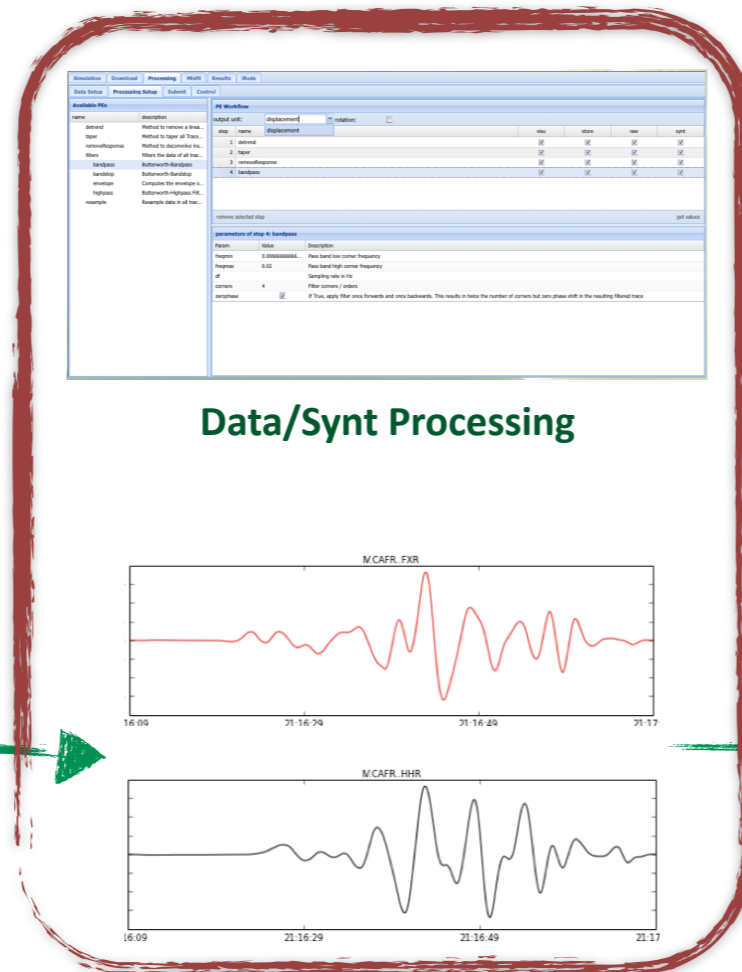 Simulation Download Processing Misfit Results iRods
Data Setup Processing Setup Submit Control
Available PEs
name description
detrend Method to remove a linea...
taper Method to taper all Trace...
removeResponse Method to deconvolve ins...
filters Filters the data of all trac...
bandpass Butterworth-Bandpass
bandstop Butterworth-Bandstop
envelope Computes the envelope o...
highpass Butterworth-Highpass Filt...
resample Resample data in all trac...
PE Workflow
output unit: displacement rotation:
displacement
step name visu store raw synt
1 detrend
2 taper
3 removeResponse
4 bandpass
remove selected step get values
parameters of step 4: bandpass
Param Value Description
freqmin 0.00666666666... Pass band low corner frequency
freqmax 0.02 Pass band high corner frequency
df Sampling rate in Hz
corners 4 Filter corners / orders
zerophase If True, apply filter once forwards and once backwards. This results in twice the number of corners but zero phase shift in the resulting filtered trace
Data/Synt Processing
IV.CAFR..FXR
16:09 21:16:29 21:16:49 21:17:
IV.CAFR..HHR
16:09 21:16:29 21:16:49 21:17